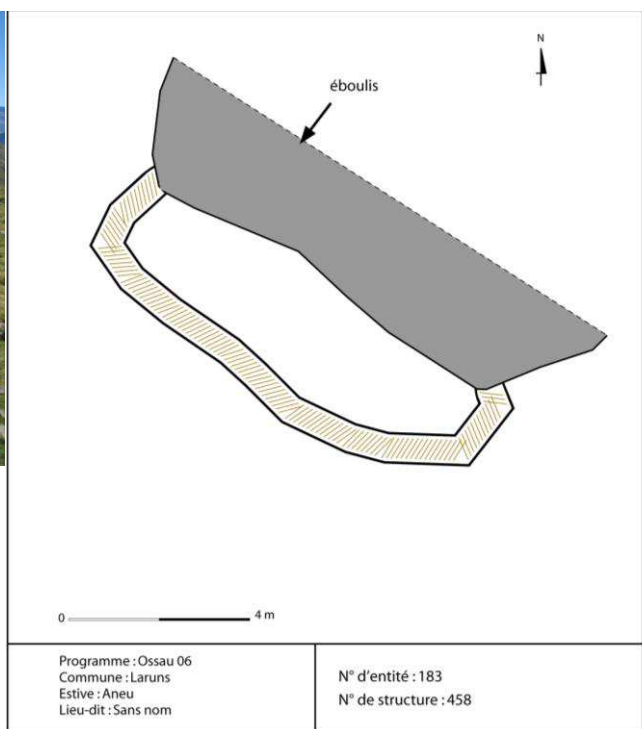 N
éboulis
0 4 m
Programme : Ossau 06
Commune : Laruns
Estive : Aneu
Lieu-dit : Sans nom
N° d'entité : 183
N° de structure : 458